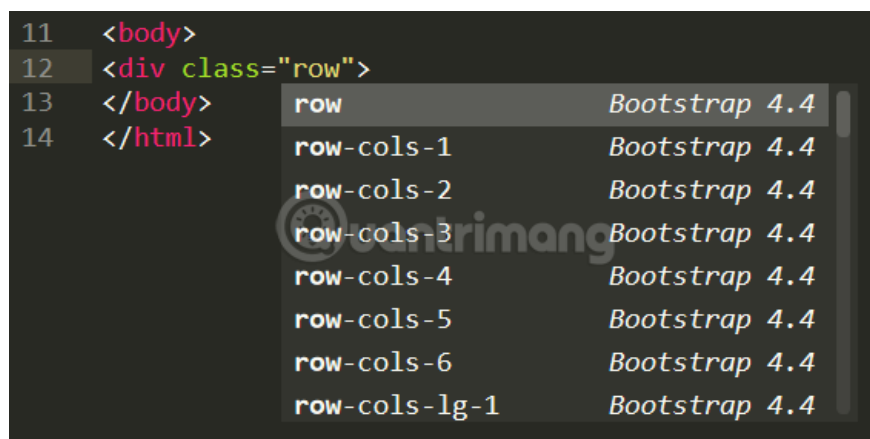 11 <body>
12 <div class="row">
13 </body>
14 </html>
row Bootstrap 4.4
row-cols-1 Bootstrap 4.4
row-cols-2 Bootstrap 4.4
row-cols-3 Bootstrap 4.4
row-cols-4 Bootstrap 4.4
row-cols-5 Bootstrap 4.4
row-cols-6 Bootstrap 4.4
row-cols-lg-1 Bootstrap 4.4
Quantrimang